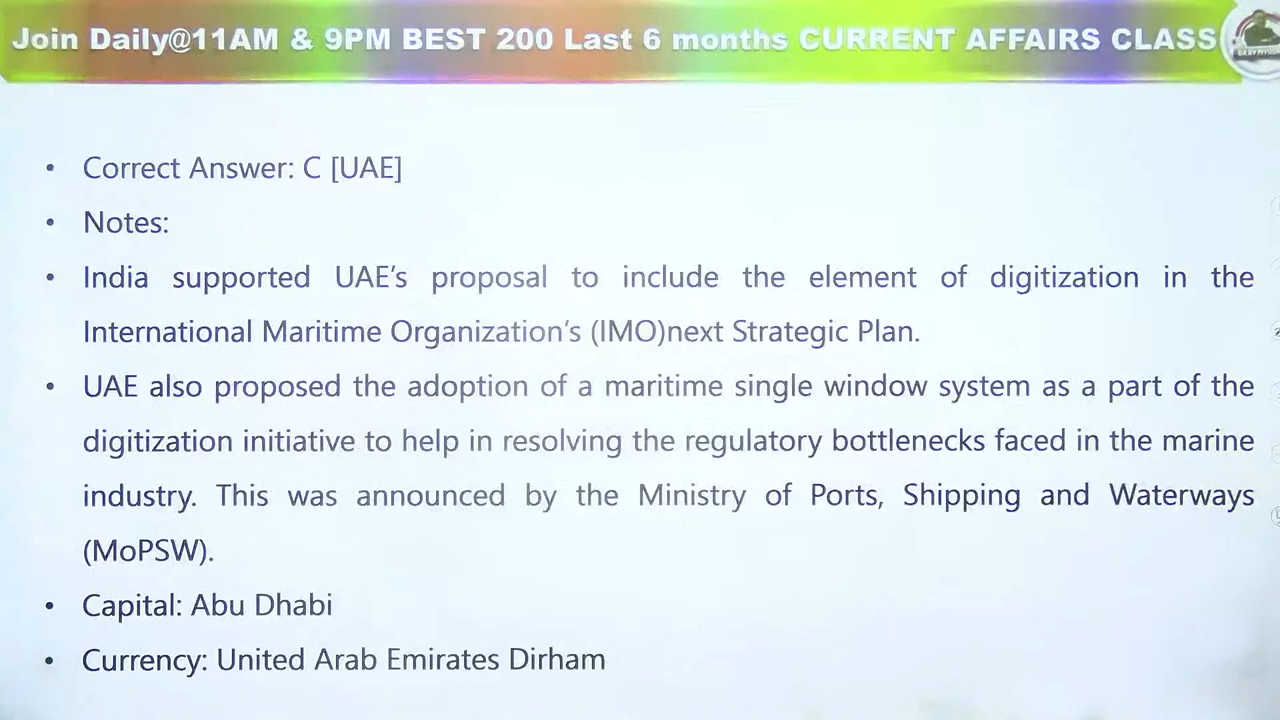 Join Daily@11AM & 9PM BEST 200 Last 6 months CURRENT AFFAIRS CLASS
• Correct Answer: C [UAE]
• Notes:
• India supported UAE's proposal to include the element of digitization in the
International Maritime Organization's (IMO)next Strategic Plan.
• UAE also proposed the adoption of a maritime single window system as a part of the
digitization initiative to help in resolving the regulatory bottlenecks faced in the marine
industry. This was announced by the Ministry of Ports, Shipping and Waterways
(MoPSW).
• Capital: Abu Dhabi
• Currency: United Arab Emirates Dirham